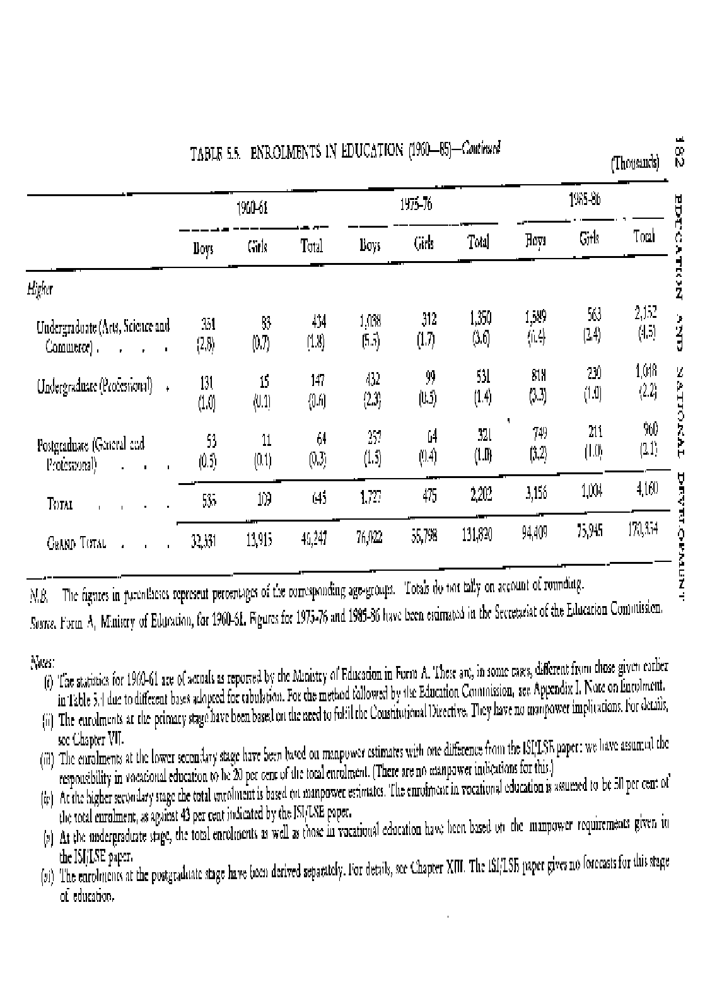 182 EDUCATION AND NATIONAL DEVELOPMENT
TABLE 5.5. ENROLMENTS IN EDUCATION (1960—85)—Continued
(Thousands)
1960-61 1975-76 1985-86
Boys Girls Total Boys Girls Total Boys Girls Total
Higher
Undergraduate (Arts, Science and 351 83 434 1,038 312 1,350 1,589 563 2,152
Commerce) . . . . (2.8) (0.7) (1.8) (5.5) (1.7) (3.6) (6.4) (2.4) (4.5)
Undergraduate (Professional) . 131 15 147 432 99 531 818 230 1,048
(1.0) (0.1) (0.6) (2.3) (0.5) (1.4) (3.3) (1.0) (2.2)
Postgraduate (General and 53 11 64 257 64 321 749 211 960
Professional) . . . (0.5) (0.1) (0.3) (1.5) (0.4) (1.0) (3.2) (1.0) (2.1)
TOTAL . . . . 535 109 645 1,727 475 2,202 3,156 1,004 4,160
GRAND TOTAL . . . 32,331 13,915 46,247 76,022 55,798 131,820 94,409 75,945 170,354
N.B. The figures in parentheses represent percentages of the corresponding age-groups. Totals do not tally on account of rounding.
Source. Form A, Ministry of Education, for 1960-61. Figures for 1975-76 and 1985-86 have been estimated in the Secretariat of the Education Commission.
Notes:
(i) The statistics for 1960-61 are of actuals as reported by the Ministry of Education in Form A. These are, in some cases, different from those given earlier
in Table 5.4 due to different bases adopted for tabulation. For the method followed by the Education Commission, see Appendix I. Note on Enrolment.
(ii) The enrolments at the primary stage have been based on the need to fulfil the Constitutional Directive. They have no manpower implications. For details,
see Chapter VII.
(iii) The enrolments at the lower secondary stage have been based on manpower estimates with one difference from the ISI/LSE paper: we have assumed the
responsibility in vocational education to be 20 per cent of the total enrolment. (There are no manpower indications for this.)
(iv) At the higher secondary stage the total enrolment is based on manpower estimates. The enrolment in vocational education is assumed to be 50 per cent of
the total enrolment, as against 43 per cent indicated by the ISI/LSE paper.
(v) At the undergraduate stage, the total enrolments as well as those in vocational education have been based on the manpower requirements given in
the ISI/LSE paper.
(vi) The enrolments at the postgraduate stage have been derived separately. For details, see Chapter XIII. The ISI/LSE paper gives no forecasts for this stage
of education.